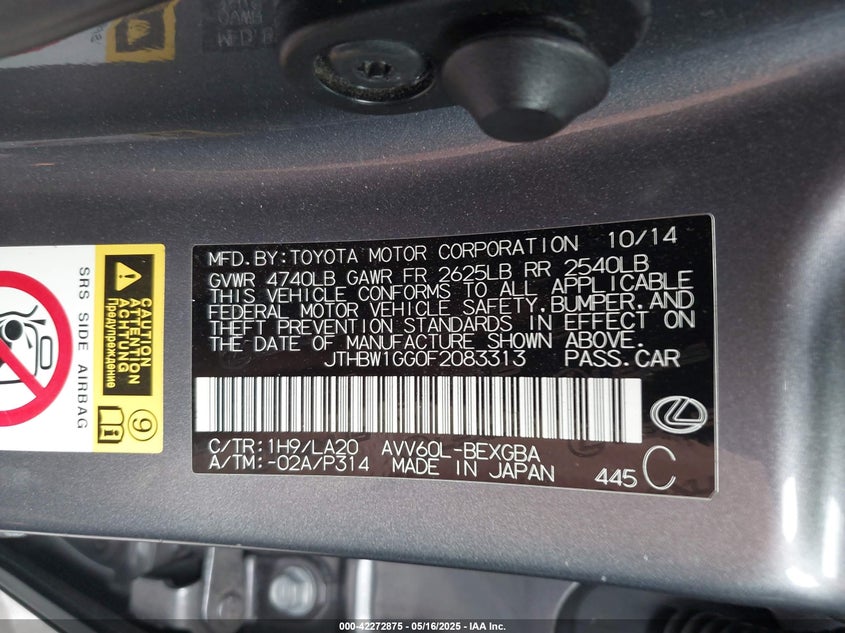 MFD. BY: TOYOTA MOTOR CORPORATION 10/14
GVWR 4740LB GAWR FR 2625LB RR 2540LB
THIS VEHICLE CONFORMS TO ALL APPLICABLE
FEDERAL MOTOR VEHICLE SAFETY, BUMPER, AND
THEFT PREVENTION STANDARDS IN EFFECT ON
THE DATE OF MANUFACTURE SHOWN ABOVE.
JTHBW1GG0F2083313 PASS. CAR
C/TR: 1H9/LA20 AVV60L-BEXGBA
A/TM: -02A/P314 MADE IN JAPAN 445 C
CAUTION
ATTENTION
ACHTUNG
Предупреждение
SRS SIDE AIRBAG
9
000-42272875 - 05/16/2025 - IAA Inc.